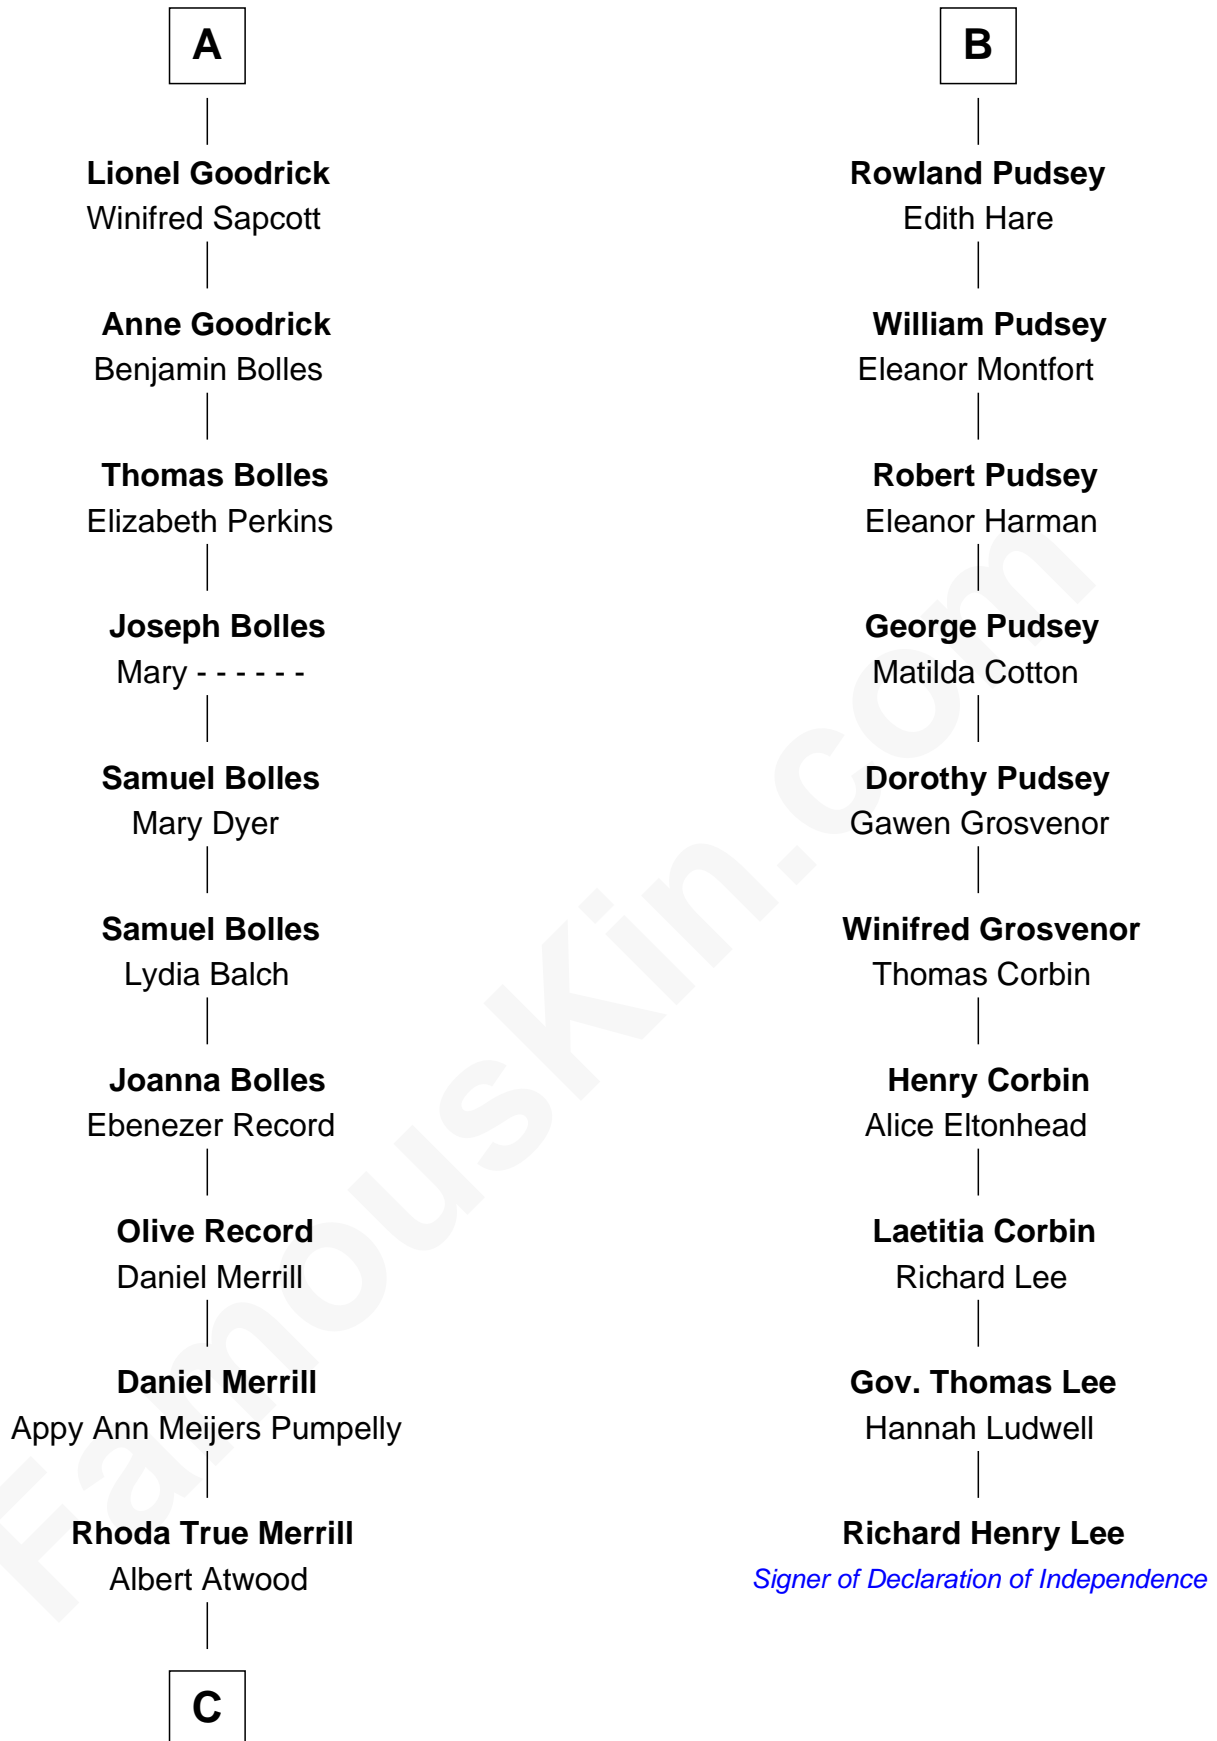 A
Lionel Goodrick
Winifred Sapcott
Anne Goodrick
Benjamin Bolles
Thomas Bolles
Elizabeth Perkins
Joseph Bolles
Mary - - - - - -
Samuel Bolles
Mary Dyer
Samuel Bolles
Lydia Balch
Joanna Bolles
Ebenezer Record
Olive Record
Daniel Merrill
Daniel Merrill
Appy Ann Meijers Pumpelly
Rhoda True Merrill
Albert Atwood
C
B
Rowland Pudsey
Edith Hare
William Pudsey
Eleanor Montfort
Robert Pudsey
Eleanor Harman
George Pudsey
Matilda Cotton
Dorothy Pudsey
Gawen Grosvenor
Winifred Grosvenor
Thomas Corbin
Henry Corbin
Alice Eltonhead
Laetitia Corbin
Richard Lee
Gov. Thomas Lee
Hannah Ludwell
Richard Henry Lee
Signer of Declaration of Independence
FamousKin.com